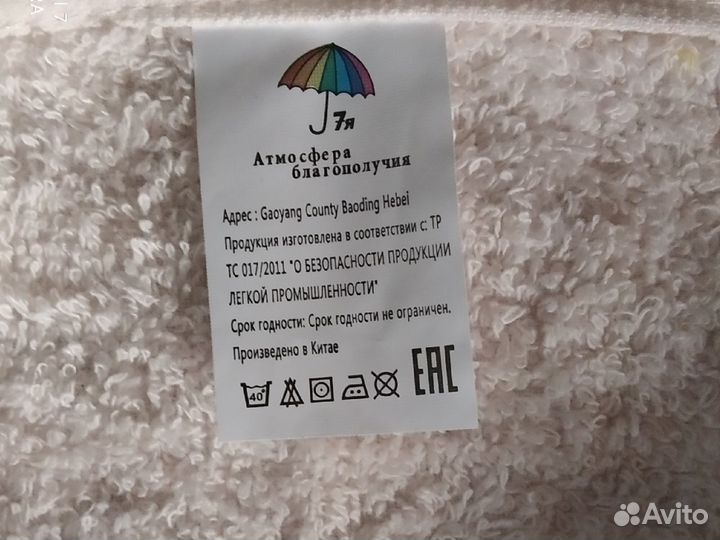 7я
Атмосфера
благополучия
Адрес : Gaoyang County Baoding Hebei
Продукция изготовлена в соответствии с: ТР
ТС 017/2011 "О БЕЗОПАСНОСТИ ПРОДУКЦИИ
ЛЕГКОЙ ПРОМЫШЛЕННОСТИ"
Срок годности: Срок годности не ограничен.
Произведено в Китае
40° EAC
Avito